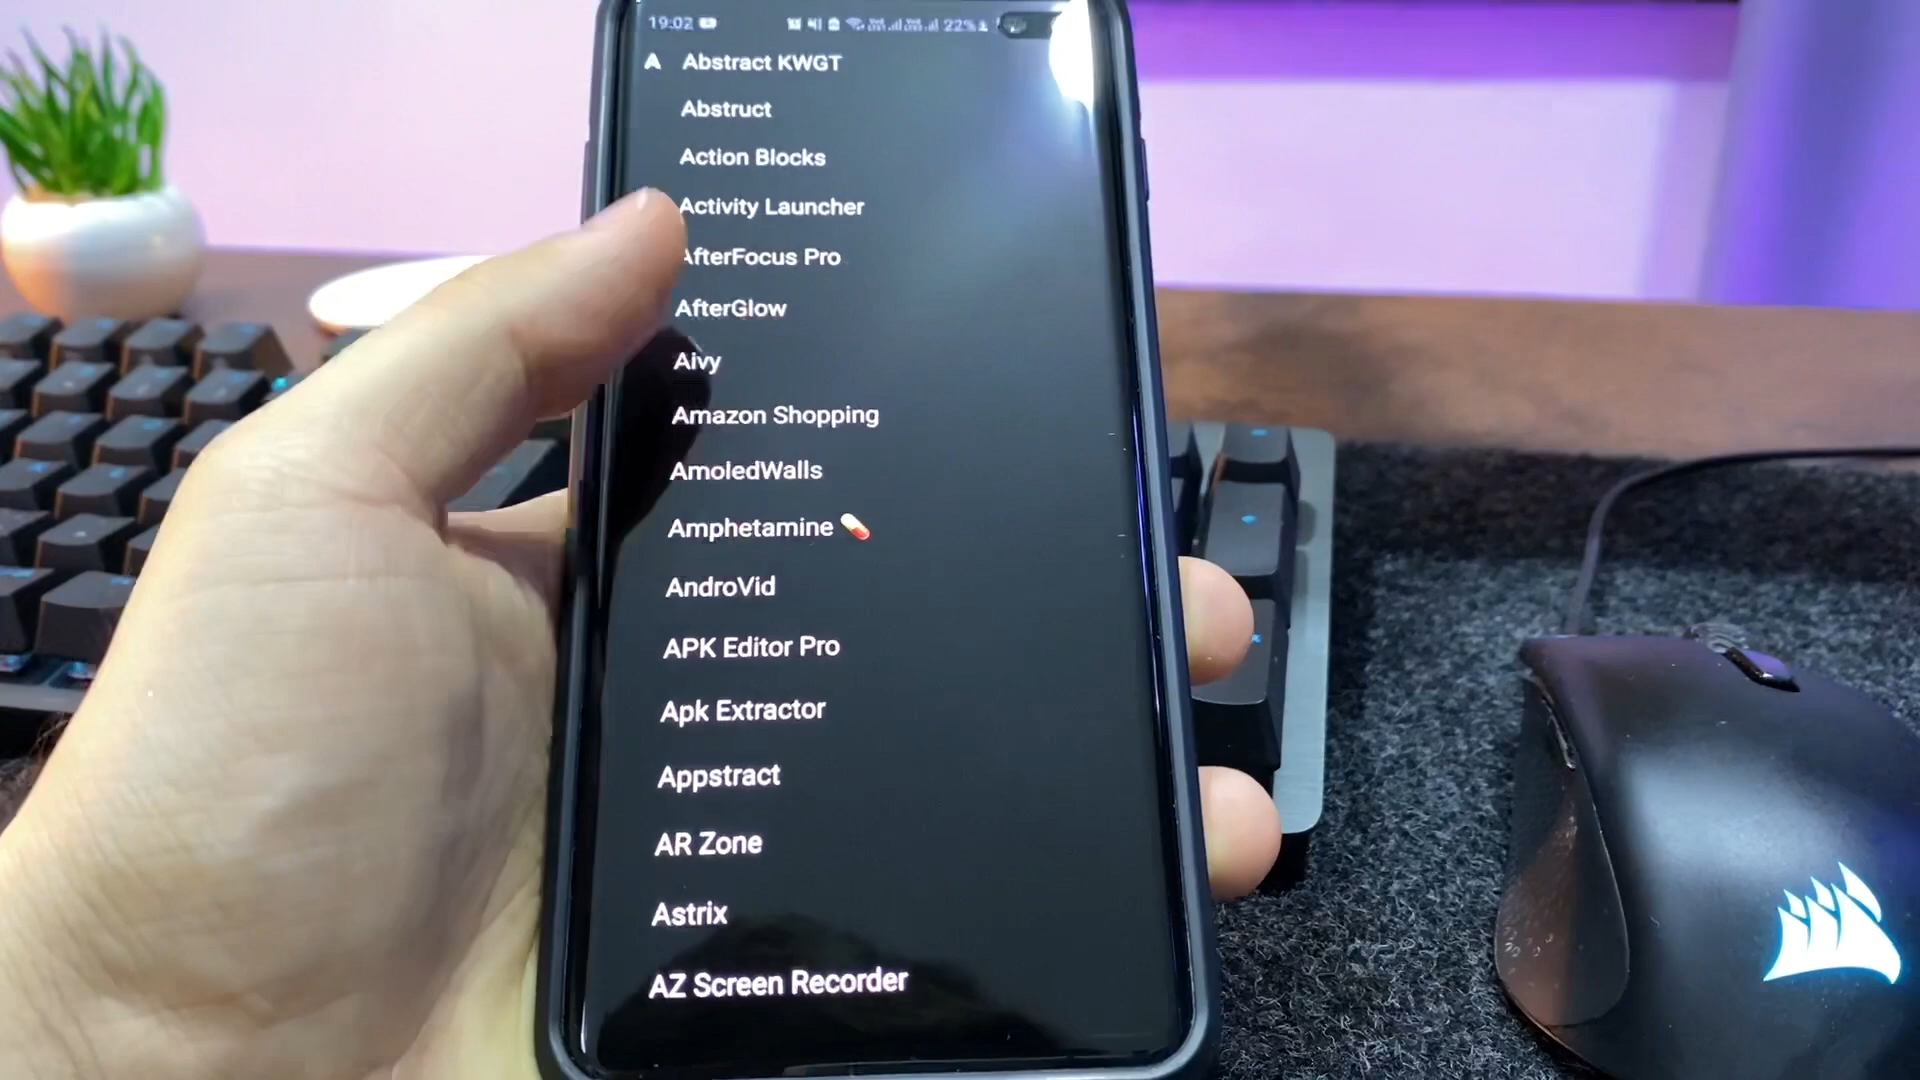 19:02 22%
A Abstract KWGT
Abstruct
Action Blocks
Activity Launcher
AfterFocus Pro
AfterGlow
Aivy
Amazon Shopping
AmoledWalls
Amphetamine 💊
AndroVid
APK Editor Pro
Apk Extractor
Appstract
AR Zone
Astrix
AZ Screen Recorder